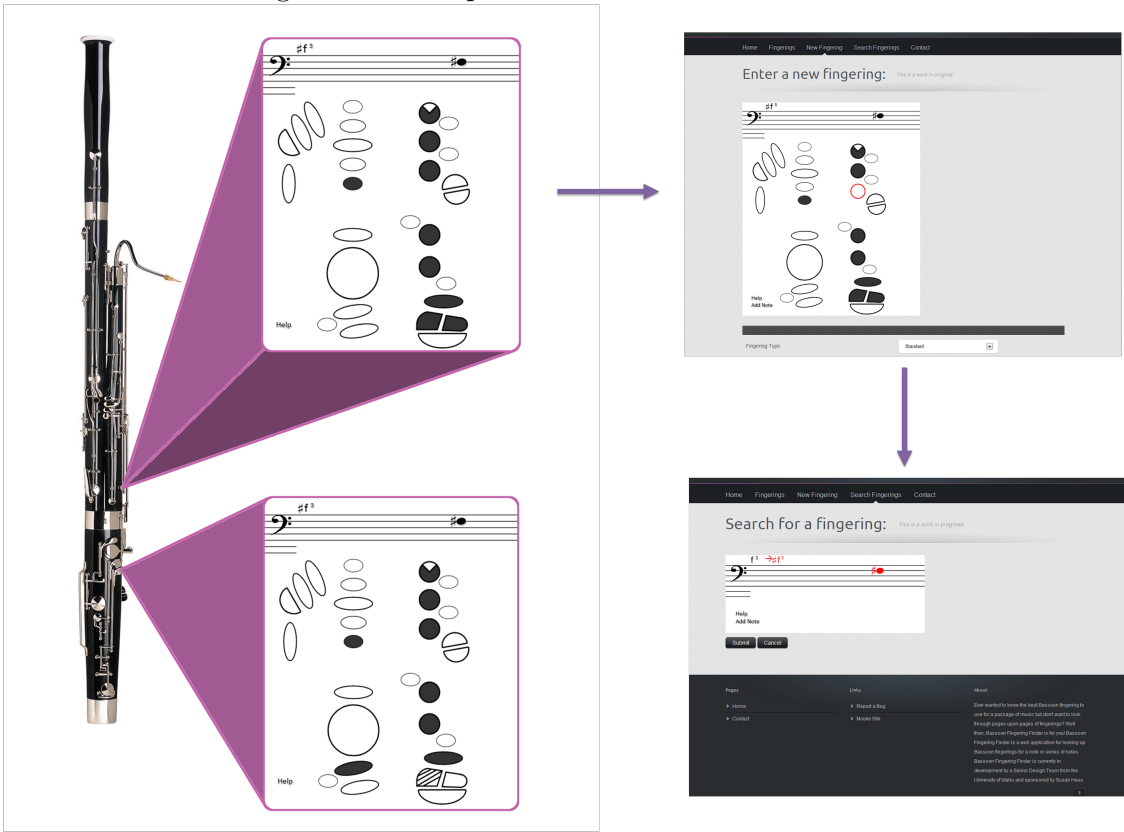 ♯f³
♯
Help
♯f³
♯
Help
Home Fingerings New Fingering Search Fingerings Contact
Enter a new fingering: This is a work in progress!
♯f³
♯
Help
Add Note
Fingering Type Standard
Home Fingerings New Fingering Search Fingerings Contact
Search for a fingering: This is a work in progress!
f³ →♯f³
♯
Help
Add Note
Submit Cancel
Pages Links About
> Home > Report a Bug
> Contact > Mobile Site
Ever wanted to know the best Bassoon fingering to
use for a passage of music but don't want to look
through pages upon pages of fingerings? Well
then, Bassoon Fingering Finder is for you! Bassoon
Fingering Finder is a web application for looking up
Bassoon fingerings for a note or series of notes.
Bassoon Fingering Finder is currently in
development by a Senior Design Team from the
University of Idaho and sponsored by Susan Hess.